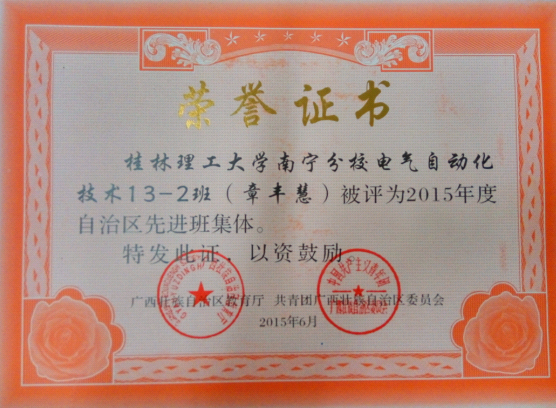 荣誉证书
桂林理工大学南宁分校电气自动化
技术13-2班（章丰慧）被评为2015年度
自治区先进班集体。
特发此证，以资鼓励。
广西壮族自治区教育厅 共青团广西壮族自治区委员会
2015年6月